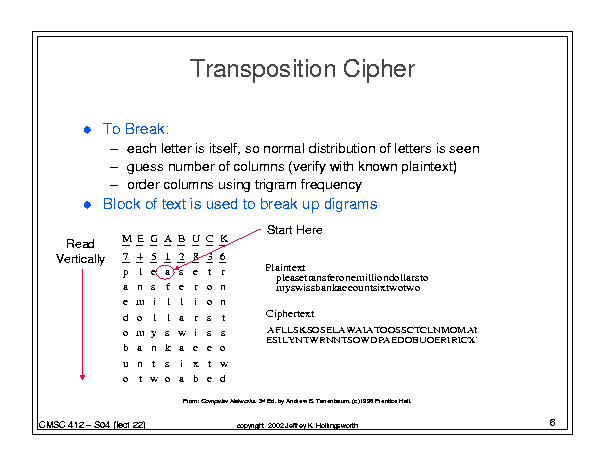 Transposition Cipher
To Break:
– each letter is itself, so normal distribution of letters is seen
– guess number of columns (verify with known plaintext)
– order columns using trigram frequency
Block of text is used to break up digrams
Start Here
Read
Vertically
M E G A B U C K
7 4 5 1 2 8 3 6
p l e a s e t r
a n s f e r o n
e m i l l i o n
d o l l a r s t
o m y s w i s s
b a n k a c c o
u n t s i x t w
o t w o a b c d
Plaintext
pleasetransferonemilliondollarsto
myswissbankaccountsixtwotwo
Ciphertext
AFLLSKSOSELAWAIATOOSSCTCLNMOMAI
ESILYNTWRNNTSOWDPAEDOBUOERIRICX
From: Computer Networks, 3rd Ed. by Andrew S. Tanenbaum, (c)1996 Prentice Hall.
CMSC 412 – S04 (lect 22)
copyright 2002 Jeffrey K. Hollingsworth
6